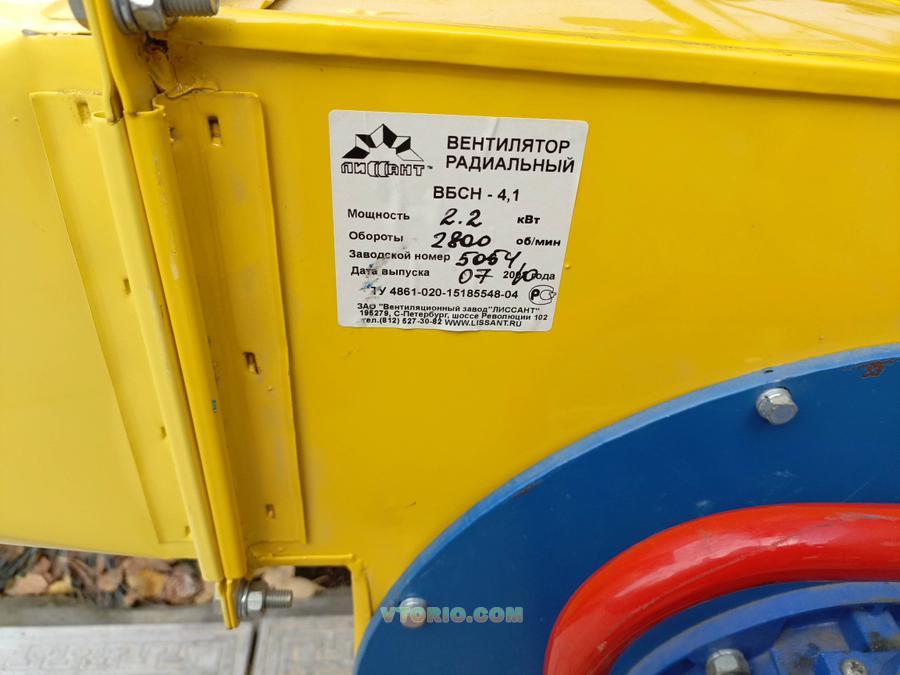 ЛИССАНТ™
ВЕНТИЛЯТОР
РАДИАЛЬНЫЙ
ВБСН - 4,1
Мощность 2.2 кВт
Обороты 2800 об/мин
Заводской номер 5054
Дата выпуска 07 года
ТУ 4861-020-15185548-04 РСТ
ЗАО "Вентиляционный завод "ЛИССАНТ"
195279, С-Петербург, шоссе Революции 102
тел.(812) 527-30-82 WWW.LISSANT.RU
VTORIO.COM